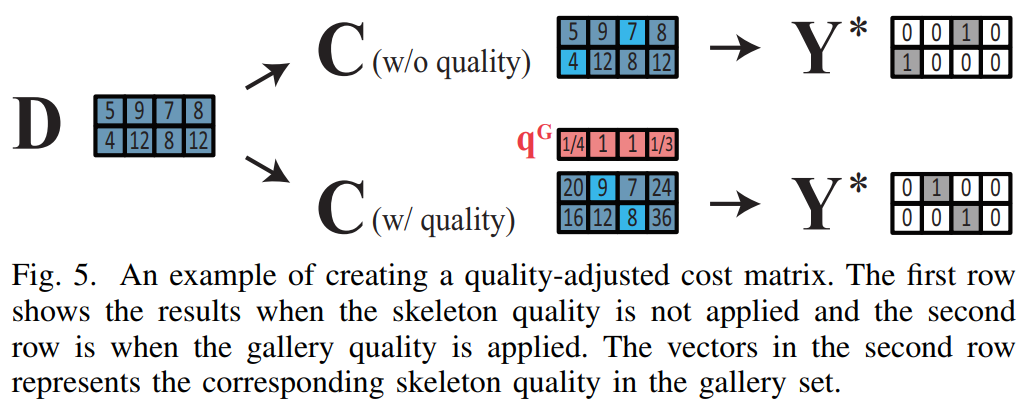 C (w/o quality)
5 9 7 8
4 12 8 12
Y*
0 0 1 0
1 0 0 0
D
5 9 7 8
4 12 8 12
q^G
1/4 1 1 1/3
C (w/ quality)
20 9 7 24
16 12 8 36
Y*
0 1 0 0
0 0 1 0
Fig. 5. An example of creating a quality-adjusted cost matrix. The first row
shows the results when the skeleton quality is not applied and the second
row is when the gallery quality is applied. The vectors in the second row
represents the corresponding skeleton quality in the gallery set.